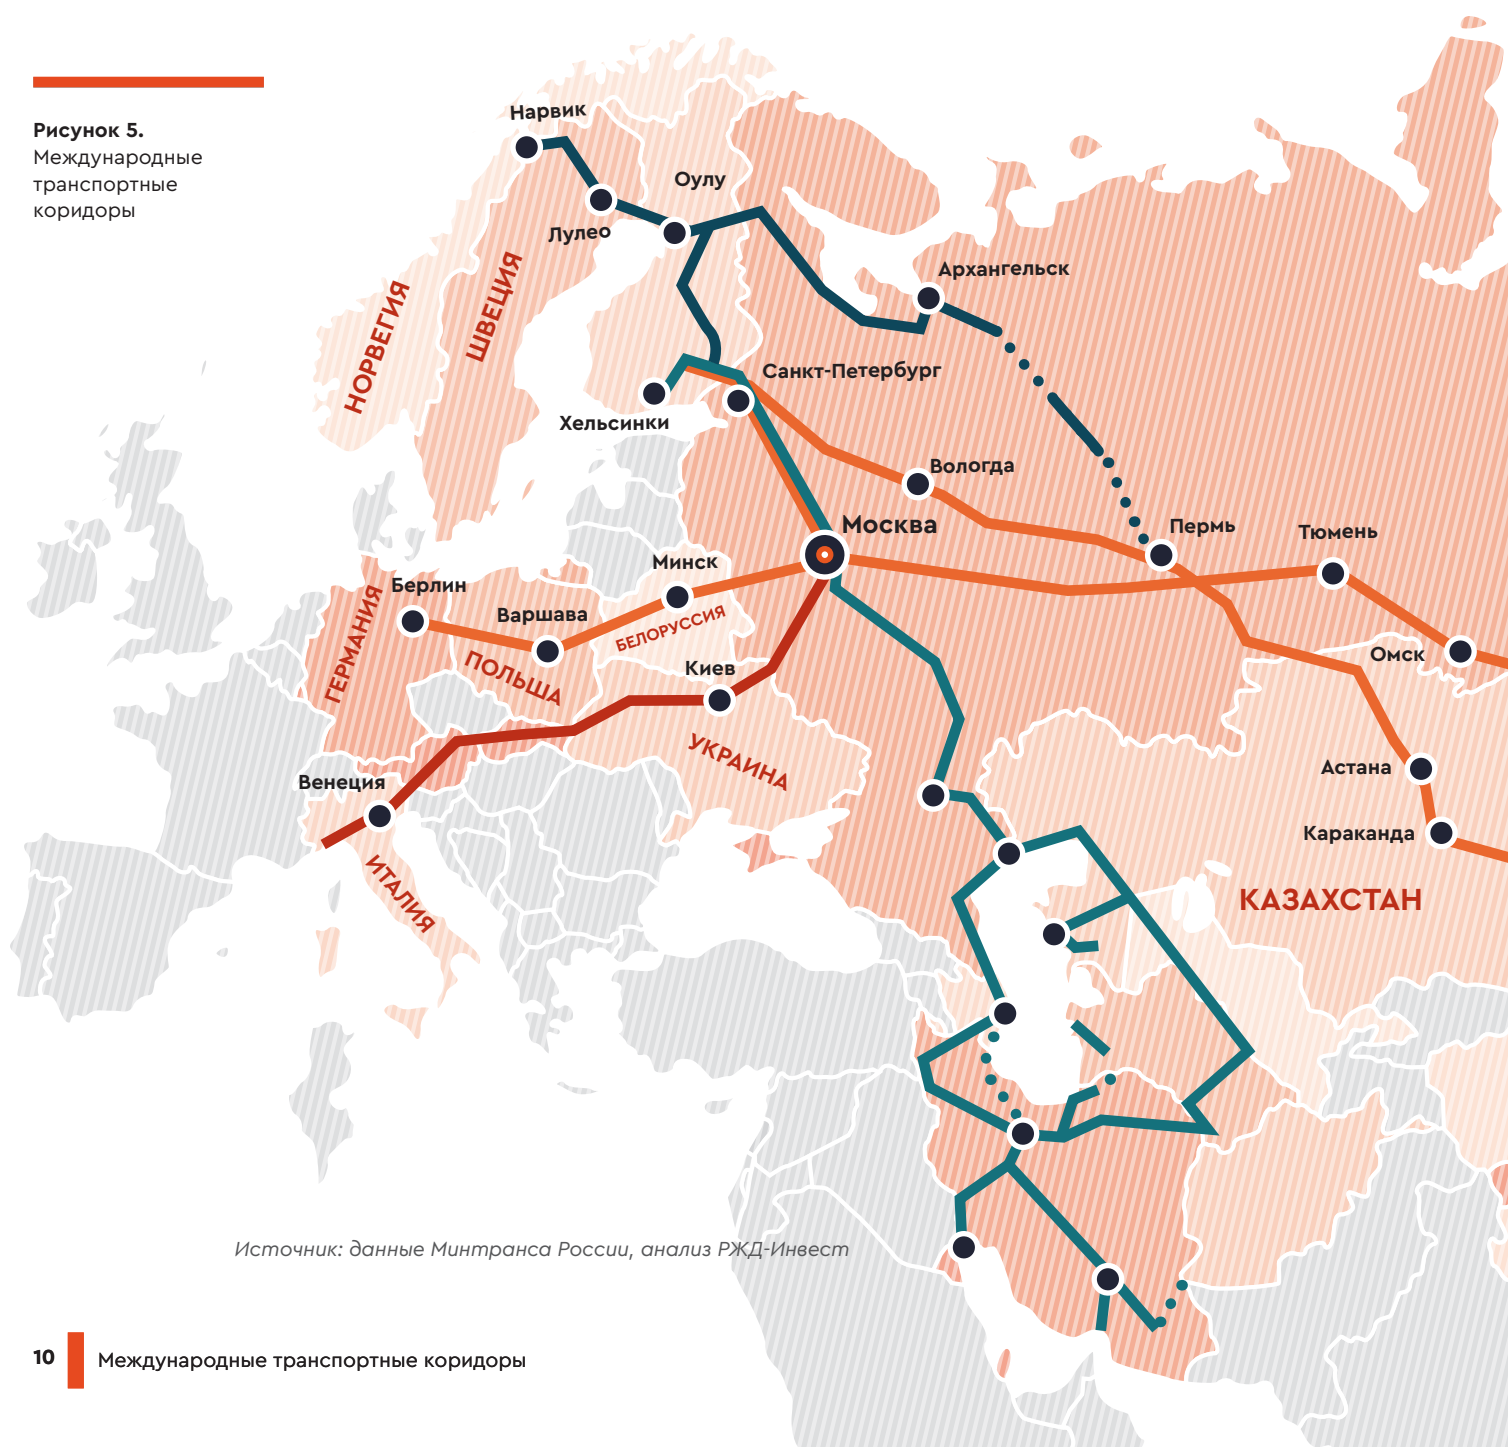 Рисунок 5.
Международные
транспортные
коридоры
Нарвик
Оулу
Лулео
Архангельск
НОРВЕГИЯ
ШВЕЦИЯ
Санкт-Петербург
Хельсинки
Вологда
Москва
Пермь
Тюмень
Минск
Берлин
Варшава
БЕЛОРУССИЯ
ГЕРМАНИЯ
ПОЛЬША
Киев
Омск
УКРАИНА
Астана
Венеция
Караканда
ИТАЛИЯ
КАЗАХСТАН
Источник: данные Минтранса России, анализ РЖД-Инвест
10
Международные транспортные коридоры